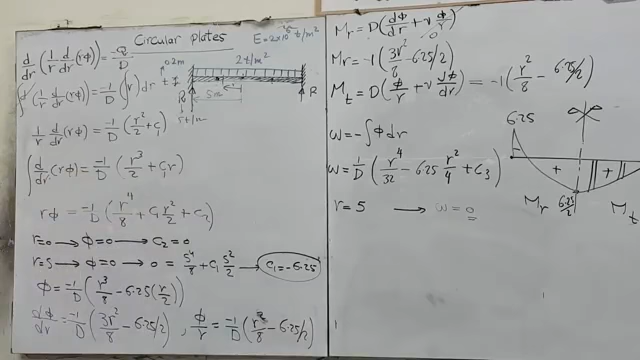 Circular plates
E=2×10⁶ t/m²
d/dr (1/r d/dr (rϕ)) = -Q/D
∫ d/dr (1/r d/dr (rϕ)) = -1/D ∫ r dr
0.2m
2t/m²
5m
R
1/r d/dr (rϕ) = -1/D (r²/2 + C₁)
∫ d/dr (rϕ) = -1/D (r³/2 + C₁r)
rϕ = -1/D (r⁴/8 + C₁ r²/2 + C₂)
r=0 → ϕ=0 → C₂=0
r=5 → ϕ=0 → 0 = 5⁴/8 + C₁ 5²/2 → C₁=-6.25
ϕ = -1/D (r³/8 - 6.25(r/2))
dϕ/dr = -1/D (3r²/8 - 6.25/2) , ϕ/r = -1/D (r²/8 - 6.25/2)
Mr = D(dϕ/dr + ν ϕ/r)
Mr = -1(3r²/8 - 6.25/2)
Mt = D(ϕ/r + ν dϕ/dr) = -1(r²/8 - 6.25/2)
ω = -∫ϕdr
6.25
ω = 1/D (r⁴/32 - 6.25 r²/4 + C₃)
+ +
Mr 6.25/2 Mt
r=5 → ω=0